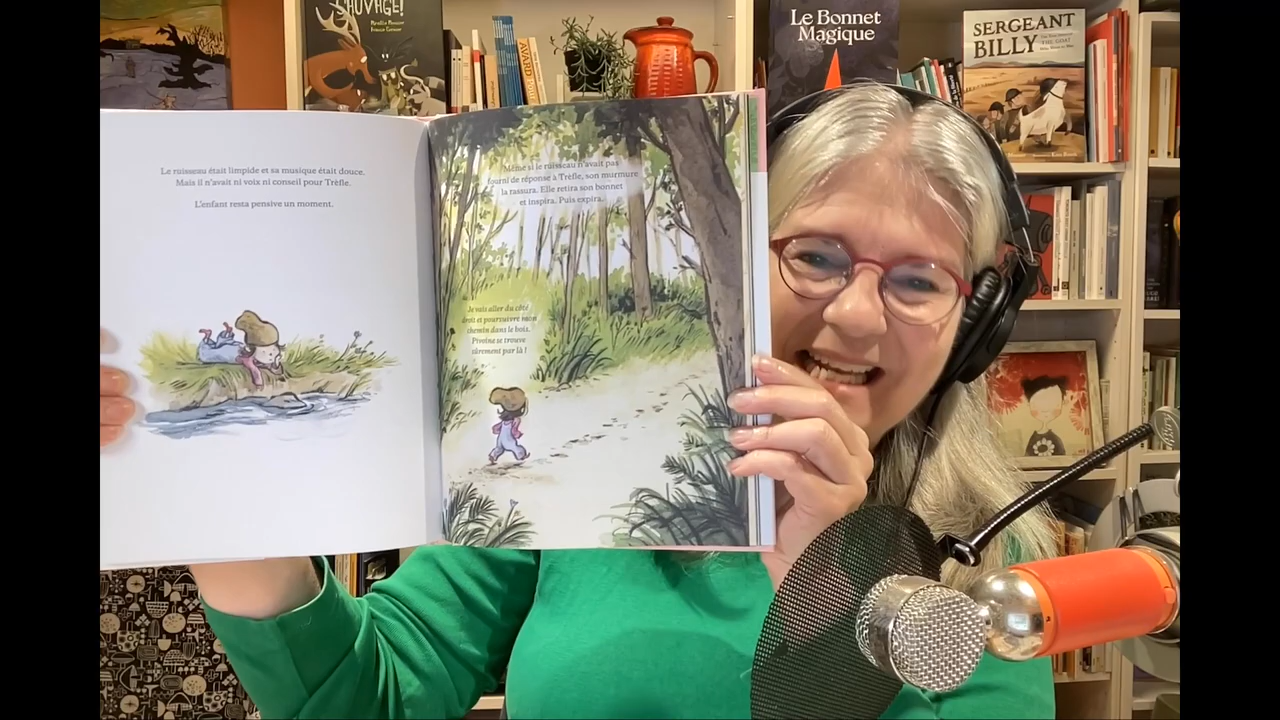 SAUVAGE!
Le Bonnet
Magique
SERGEANT
BILLY
Le ruisseau était limpide et sa musique était douce.
Mais il n'avait ni voix ni conseil pour Trèfle.
L'enfant resta pensive un moment.
Même si le ruisseau n'avait pas
fourni de réponse à Trèfle, son murmure
la rassura. Elle retira son bonnet
et inspira. Puis expira.
Je vais aller du côté
droit et poursuivre mon
chemin dans le bois.
Pivoine se trouve
sûrement par là !